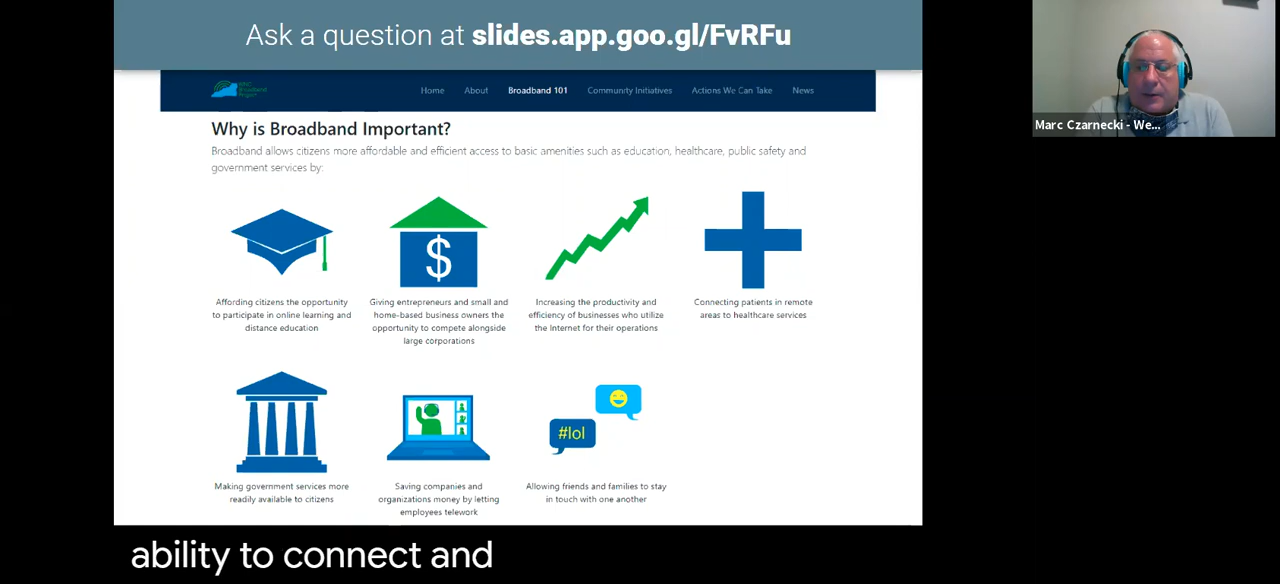 Ask a question at slides.app.goo.gl/FvRFu
Broadband
Project
Home About Broadband 101 Community Initiatives Actions We Can Take News
Marc Czarnecki - We...
Why is Broadband Important?
Broadband allows citizens more affordable and efficient access to basic amenities such as education, healthcare, public safety and
government services by:
$
Affording citizens the opportunity
to participate in online learning and
distance education
Giving entrepreneurs and small and
home-based business owners the
opportunity to compete alongside
large corporations
Increasing the productivity and
efficiency of businesses who utilize
the Internet for their operations
Connecting patients in remote
areas to healthcare services
#lol
Making government services more
readily available to citizens
Saving companies and
organizations money by letting
employees telework
Allowing friends and families to stay
in touch with one another
ability to connect and